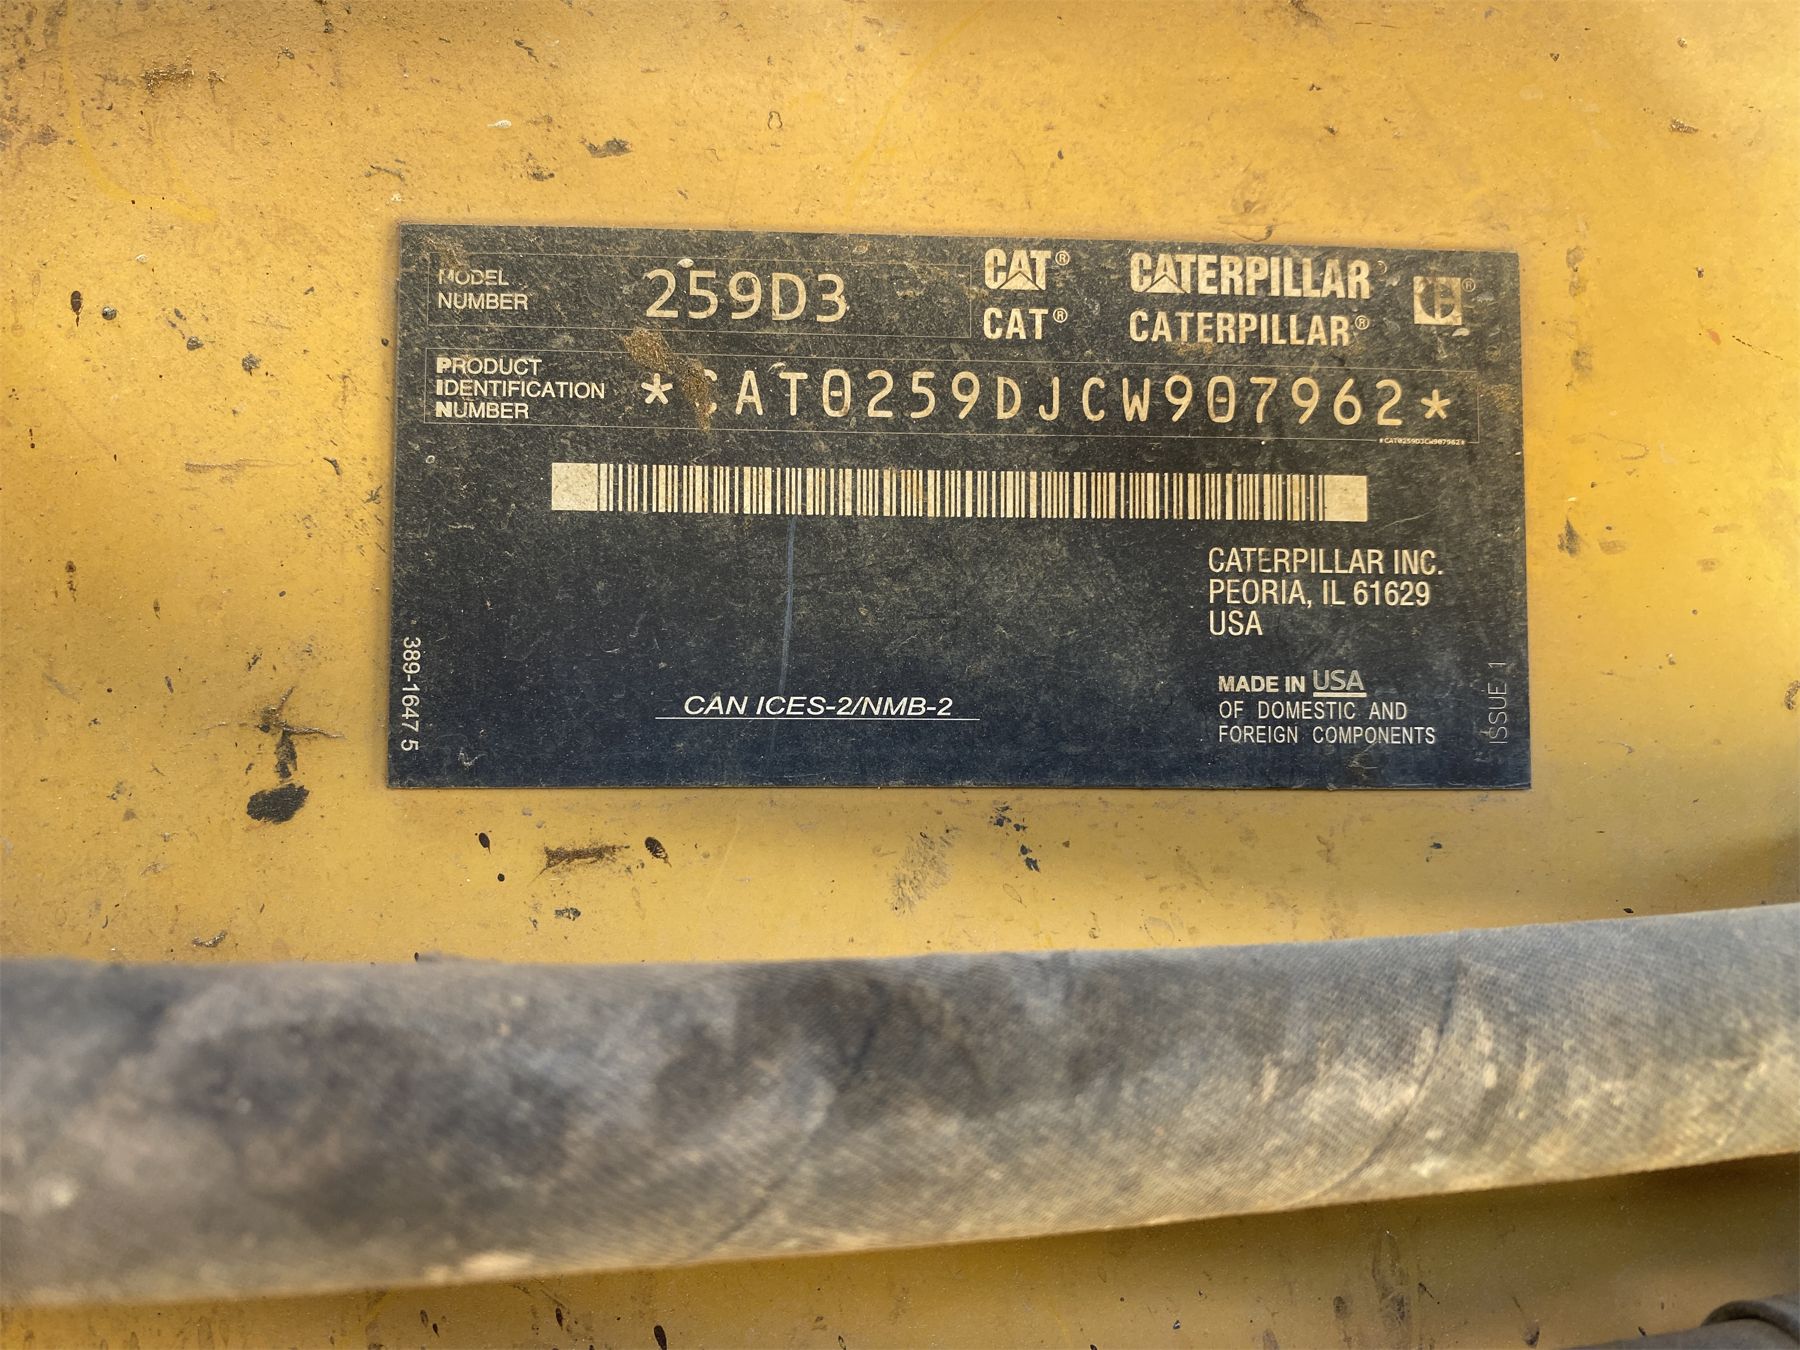 MODEL
NUMBER
259D3
CAT® CATERPILLAR®
CAT® CATERPILLAR®
PRODUCT
IDENTIFICATION
NUMBER
*CAT0259DJCW907962*
*CAT0259DJCW907962*
CATERPILLAR INC.
PEORIA, IL 61629
USA
CAN ICES-2/NMB-2
MADE IN USA
OF DOMESTIC AND
FOREIGN COMPONENTS
389-1647 5
ISSUE 1